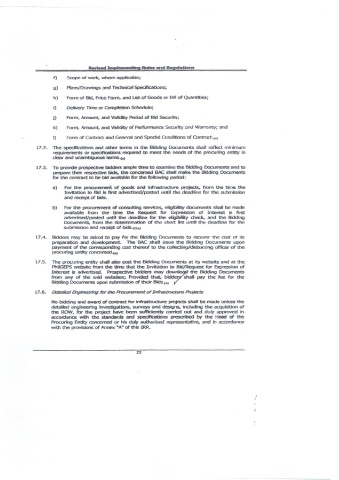 Revised Implementing Rules and Regulations
f) Scope of work, where applicable;
g) Plans/Drawings and Technical Specifications;
h) Form of Bid, Price Form, and List of Goods or Bill of Quantities;
i) Delivery Time or Completion Schedule;
j) Form, Amount, and Validity Period of Bid Security;
k) Form, Amount, and Validity of Performance Security and Warranty; and
l) Form of Contract and General and Special Conditions of Contract.
17.2. The specifications and other terms in the Bidding Documents shall reflect minimum
requirements or specifications required to meet the needs of the procuring entity in
clear and unambiguous terms.
17.3. To provide prospective bidders ample time to examine the Bidding Documents and to
prepare their respective bids, the concerned BAC shall make the Bidding Documents
for the contract to be bid available for the following period:
a) For the procurement of goods and infrastructure projects, from the time the
Invitation to Bid is first advertised/posted until the deadline for the submission
and receipt of bids.
b) For the procurement of consulting services, eligibility documents shall be made
available from the time the Request for Expression of Interest is first
advertised/posted until the deadline for the eligibility check, and the Bidding
Documents, from the determination of the short list until the deadline for the
submission and receipt of bids.
17.4. Bidders may be asked to pay for the Bidding Documents to recover the cost of its
preparation and development. The BAC shall issue the Bidding Documents upon
payment of the corresponding cost thereof to the collecting/disbursing officer of the
procuring entity concerned.
17.5. The procuring entity shall also post the Bidding Documents at its website and at the
PhilGEPS website from the time that the Invitation to Bid/Request for Expression of
Interest is advertised. Prospective bidders may download the Bidding Documents
from any of the said websites; Provided that, bidders shall pay the fee for the
Bidding Documents upon submission of their Bids.
17.6. Detailed Engineering for the Procurement of Infrastructure Projects
No bidding and award of contract for infrastructure projects shall be made unless the
detailed engineering investigations, surveys and designs, including the acquisition of
the ROW, for the project have been sufficiently carried out and duly approved in
accordance with the standards and specifications prescribed by the Head of the
Procuring Entity concerned or his duly authorized representative, and in accordance
with the provisions of Annex "A" of this IRR.